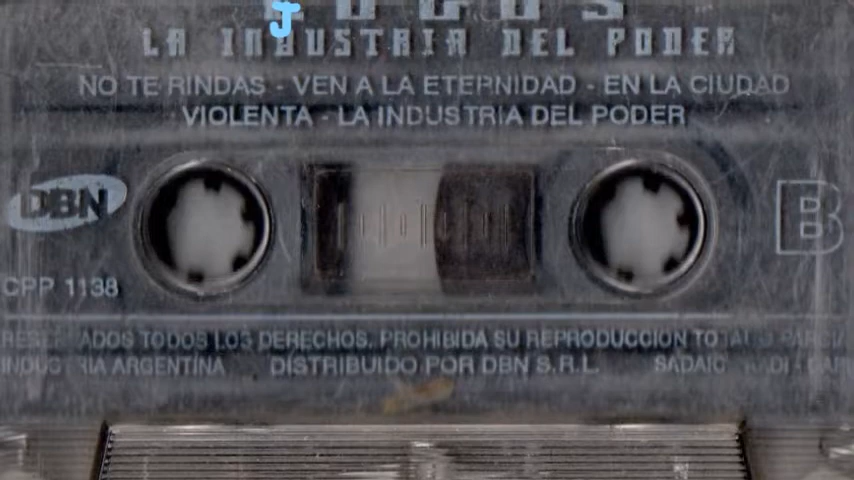 J
LA INDUSTRIA DEL PODER
NO TE RINDAS - VEN A LA ETERNIDAD - EN LA CIUDAD
VIOLENTA - LA INDUSTRIA DEL PODER
DBN
B
CPP 1138
TODOS LOS DERECHOS. PROHIBIDA SU REPRODUCCION
INDUSTRIA ARGENTINA DISTRIBUIDO POR DBN S.R.L. SADAIC